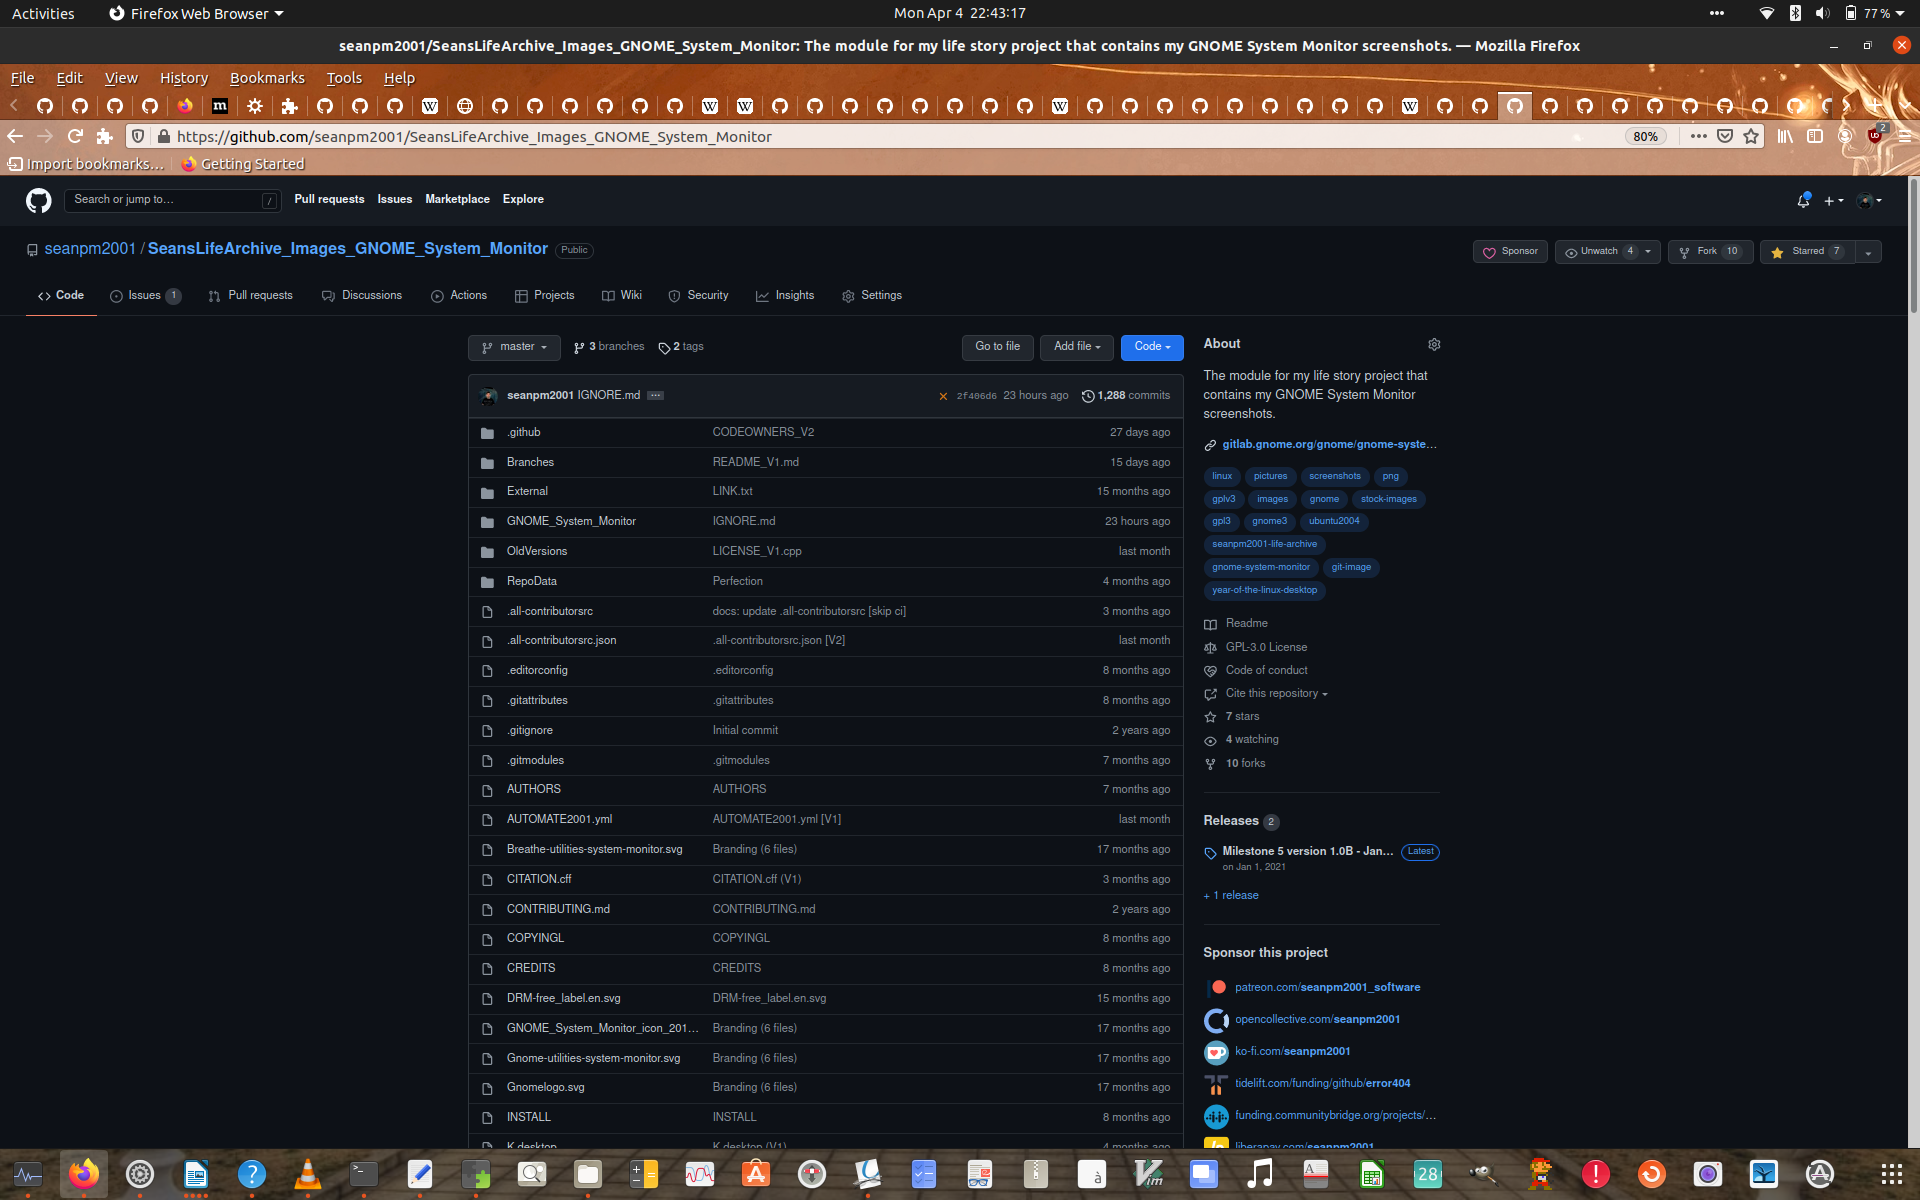 Activities Firefox Web Browser Mon Apr 4 22:43:17 77 %
seanpm2001/SeansLifeArchive_Images_GNOME_System_Monitor: The module for my life story project that contains my GNOME System Monitor screenshots. — Mozilla Firefox
File Edit View History Bookmarks Tools Help
https://github.com/seanpm2001/SeansLifeArchive_Images_GNOME_System_Monitor 80% 2
Import bookmarks... Getting Started
Search or jump to... / Pull requests Issues Marketplace Explore
seanpm2001 / SeansLifeArchive_Images_GNOME_System_Monitor Public Sponsor Unwatch 4 Fork 10 Starred 7
Code Issues 1 Pull requests Discussions Actions Projects Wiki Security Insights Settings
master 3 branches 2 tags Go to file Add file Code
seanpm2001 IGNORE.md ... 2f406d6 23 hours ago 1,288 commits
.github CODEOWNERS_V2 27 days ago
Branches README_V1.md 15 days ago
External LINK.txt 15 months ago
GNOME_System_Monitor IGNORE.md 23 hours ago
OldVersions LICENSE_V1.cpp last month
RepoData Perfection 4 months ago
.all-contributorsrc docs: update .all-contributorsrc [skip ci] 3 months ago
.all-contributorsrc.json .all-contributorsrc.json [V2] last month
.editorconfig .editorconfig 8 months ago
.gitattributes .gitattributes 8 months ago
.gitignore Initial commit 2 years ago
.gitmodules .gitmodules 7 months ago
AUTHORS AUTHORS 7 months ago
AUTOMATE2001.yml AUTOMATE2001.yml [V1] last month
Breathe-utilities-system-monitor.svg Branding (6 files) 17 months ago
CITATION.cff CITATION.cff (V1) 3 months ago
CONTRIBUTING.md CONTRIBUTING.md 2 years ago
COPYINGL COPYINGL 8 months ago
CREDITS CREDITS 8 months ago
DRM-free_label.en.svg DRM-free_label.en.svg 15 months ago
GNOME_System_Monitor_icon_201... Branding (6 files) 17 months ago
Gnome-utilities-system-monitor.svg Branding (6 files) 17 months ago
Gnomelogo.svg Branding (6 files) 17 months ago
INSTALL INSTALL 8 months ago
K.desktop K.desktop (V1) 4 months ago
About
The module for my life story project that
contains my GNOME System Monitor
screenshots.
gitlab.gnome.org/gnome/gnome-syste...
linux pictures screenshots png
gplv3 images gnome stock-images
gpl3 gnome3 ubuntu2004
seanpm2001-life-archive
gnome-system-monitor git-image
year-of-the-linux-desktop
Readme
GPL-3.0 License
Code of conduct
Cite this repository
7 stars
4 watching
10 forks
Releases 2
Milestone 5 version 1.0B - Jan... Latest
on Jan 1, 2021
+ 1 release
Sponsor this project
patreon.com/seanpm2001_software
opencollective.com/seanpm2001
ko-fi.com/seanpm2001
tidelift.com/funding/github/error404
funding.communitybridge.org/projects/...
liberapay.com/seanpm2001
28